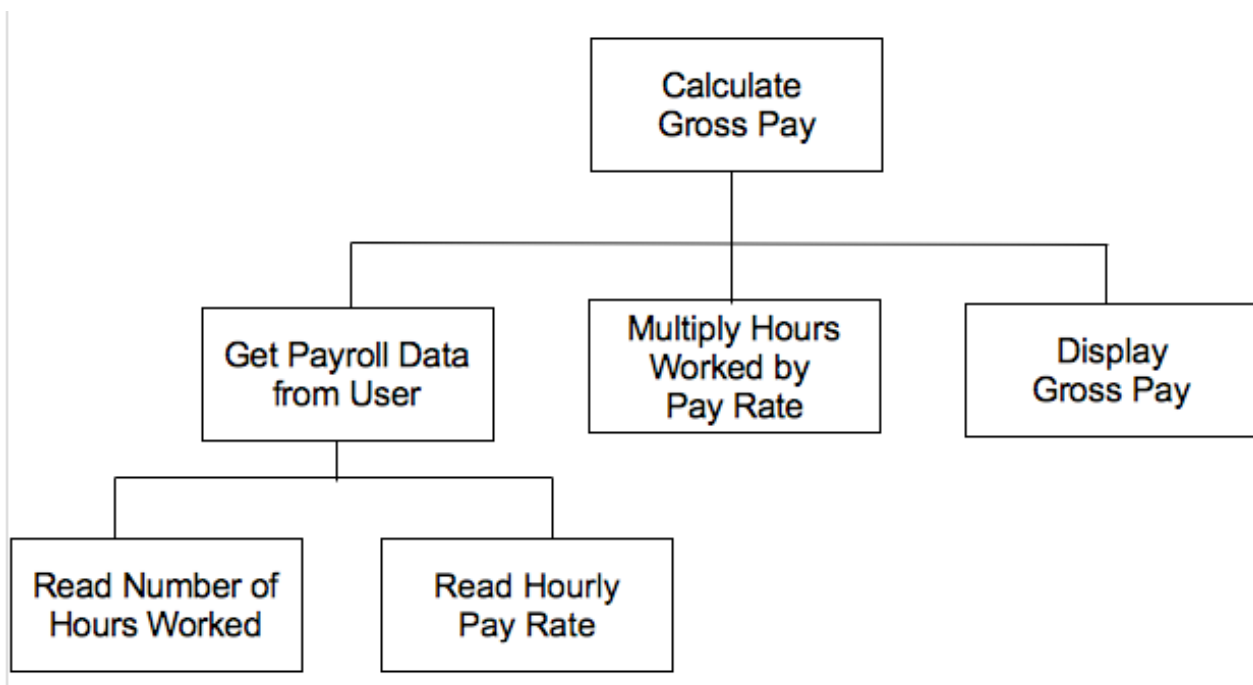 Calculate
Gross Pay
Get Payroll Data
from User
Multiply Hours
Worked by
Pay Rate
Display
Gross Pay
Read Number of
Hours Worked
Read Hourly
Pay Rate